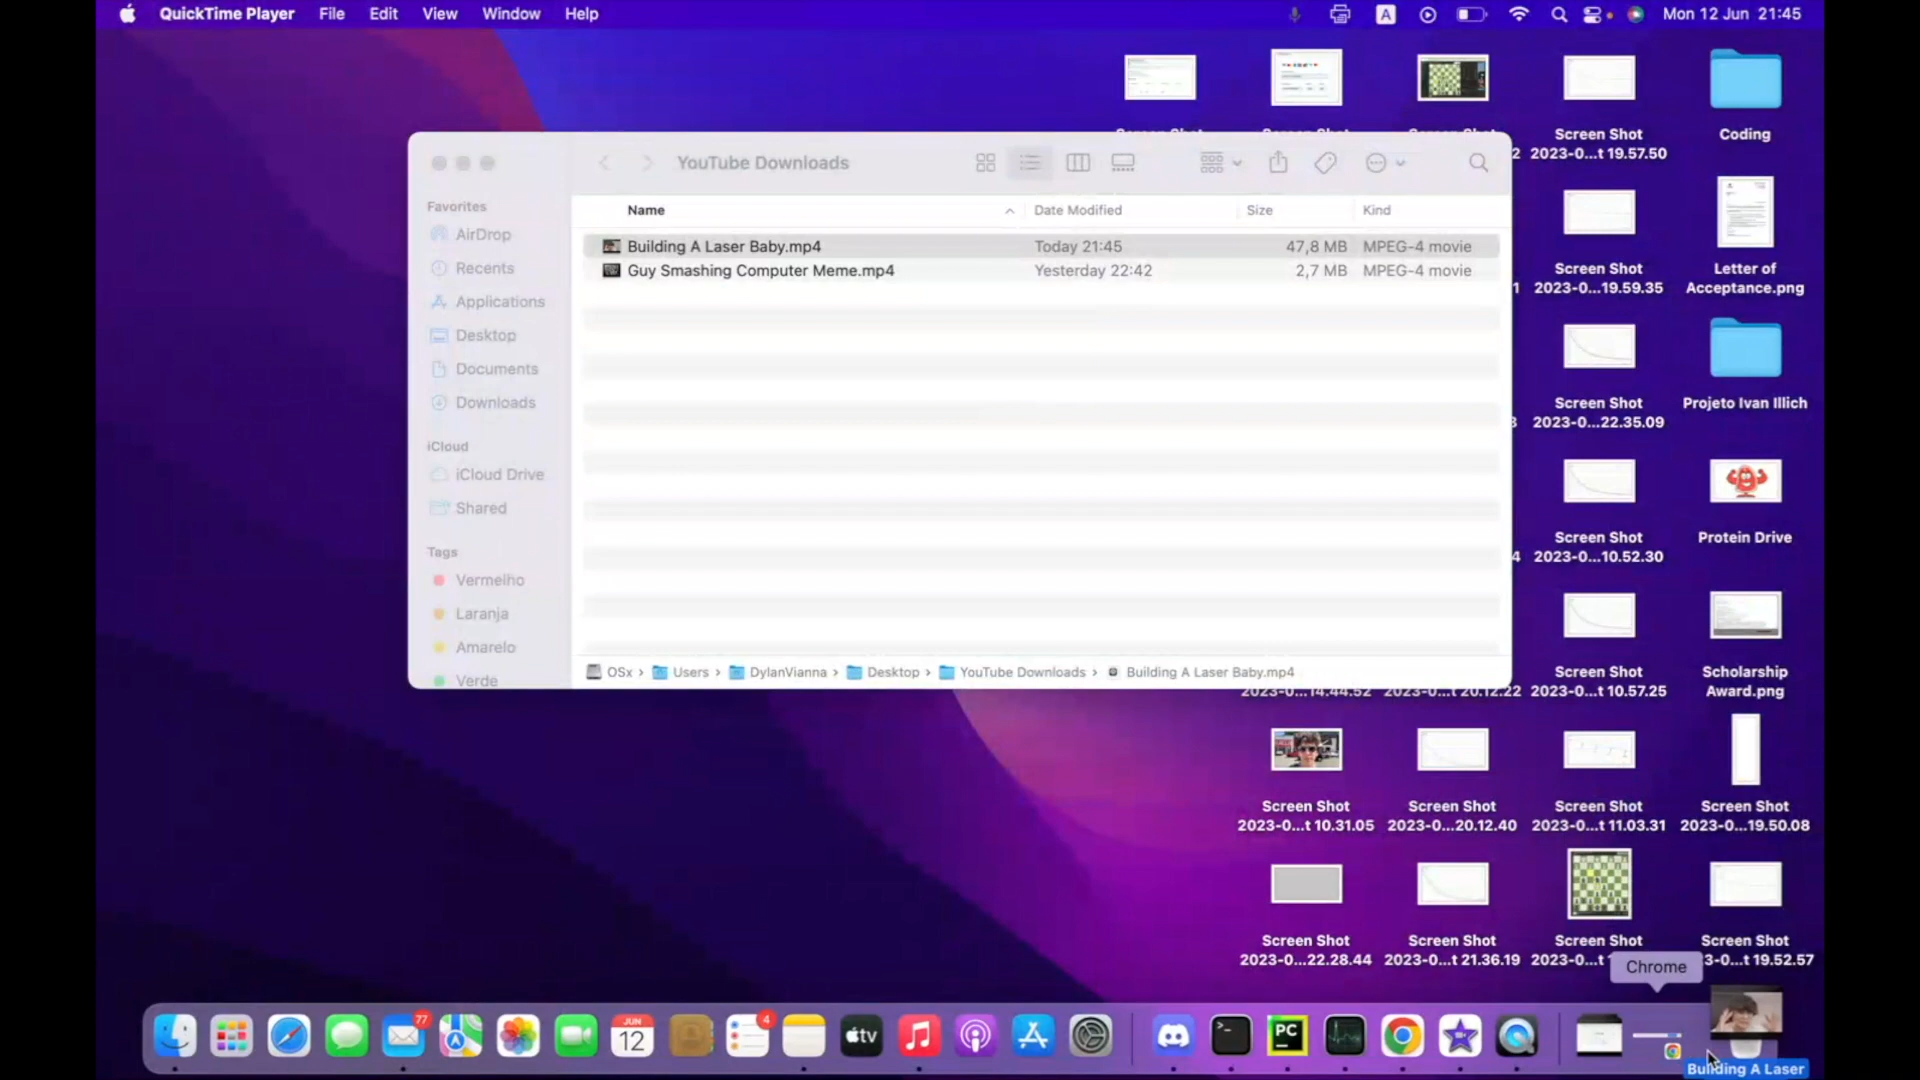 QuickTime Player File Edit View Window Help A Mon 12 Jun 21:45
YouTube Downloads
Name Date Modified Size Kind
Building A Laser Baby.mp4 Today 21:45 47,8 MB MPEG-4 movie
Guy Smashing Computer Meme.mp4 Yesterday 22:42 2,7 MB MPEG-4 movie
Favorites
AirDrop
Recents
Applications
Desktop
Documents
Downloads
iCloud
iCloud Drive
Shared
Tags
Vermelho
Laranja
Amarelo
Verde
OSx Users DylanVianna Desktop YouTube Downloads Building A Laser Baby.mp4
Screen Shot
2023-0...t 19.57.50
Coding
Screen Shot
2023-0...19.59.35
Letter of
Acceptance.png
Screen Shot
2023-0...22.35.09
Projeto Ivan Illich
Screen Shot
2023-0...10.52.30
Protein Drive
Screen Shot
2023-0...t 10.57.25
Scholarship
Award.png
Screen Shot
2023-0...t 10.31.05
Screen Shot
2023-0...20.12.40
Screen Shot
2023-0...t 11.03.31
Screen Shot
2023-0...19.50.08
Screen Shot
2023-0...22.28.44
Screen Shot
2023-0...t 21.36.19
Screen Shot
2023-0...t
Screen Shot
3-0...t 19.52.57
Chrome
77
JUN
12
4
tv
PC
Building A Laser